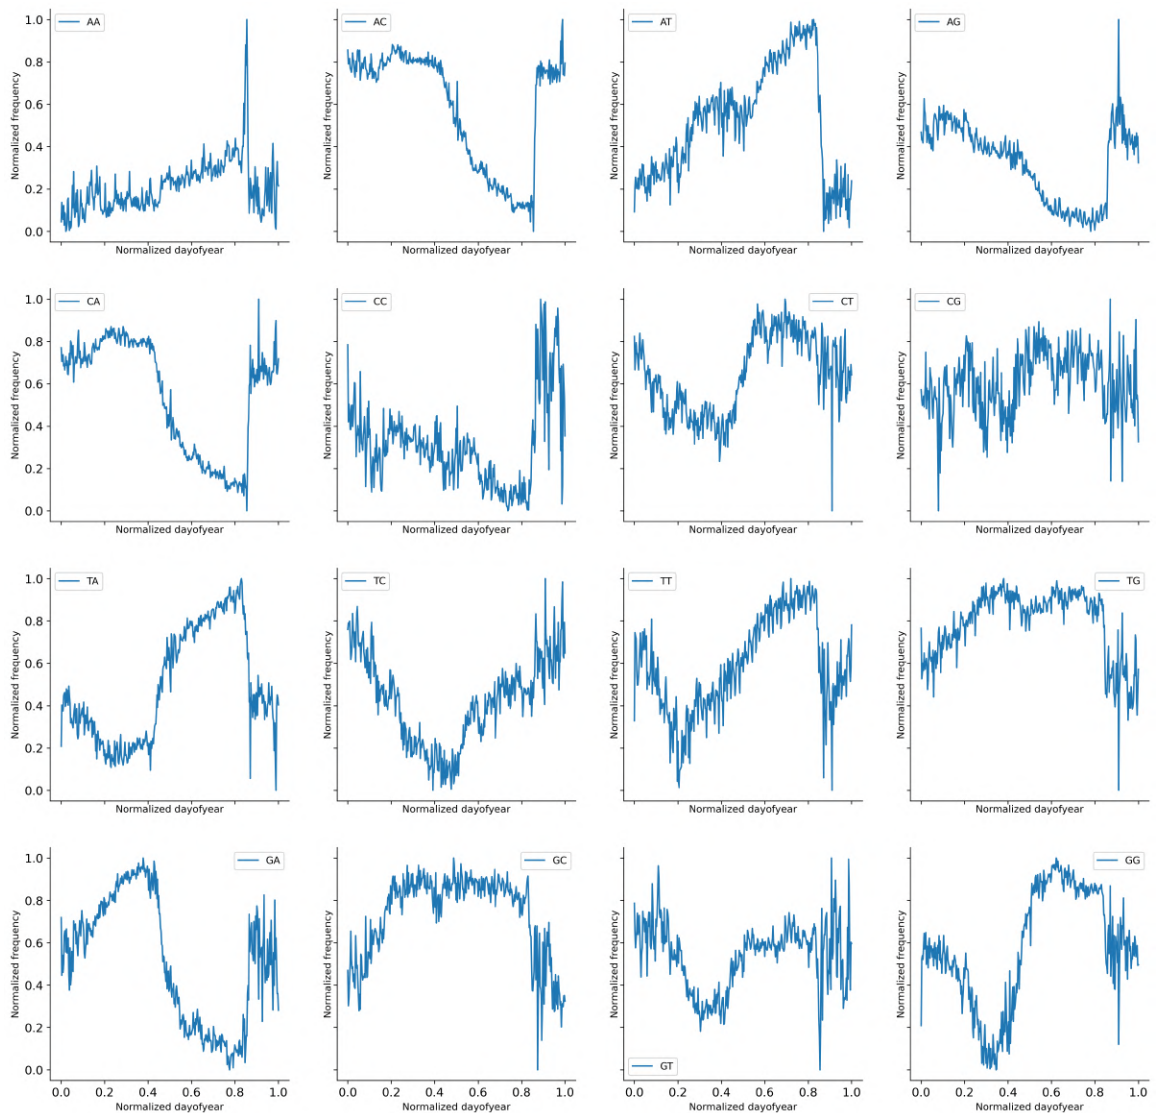 AA AC AT AG
1.0
0.8
0.6
0.4
0.2
0.0
Normalized frequency Normalized frequency Normalized frequency Normalized frequency
Normalized dayofyear Normalized dayofyear Normalized dayofyear Normalized dayofyear
CA CC CT CG
1.0
0.8
0.6
0.4
0.2
0.0
Normalized frequency Normalized frequency Normalized frequency Normalized frequency
Normalized dayofyear Normalized dayofyear Normalized dayofyear Normalized dayofyear
TA TC TT TG
1.0
0.8
0.6
0.4
0.2
0.0
Normalized frequency Normalized frequency Normalized frequency Normalized frequency
Normalized dayofyear Normalized dayofyear Normalized dayofyear Normalized dayofyear
GA GC GG
1.0
0.8
0.6
0.4
0.2
0.0
Normalized frequency Normalized frequency Normalized frequency Normalized frequency
GT
0.0 0.2 0.4 0.6 0.8 1.0 0.0 0.2 0.4 0.6 0.8 1.0 0.0 0.2 0.4 0.6 0.8 1.0 0.0 0.2 0.4 0.6 0.8 1.0
Normalized dayofyear Normalized dayofyear Normalized dayofyear Normalized dayofyear